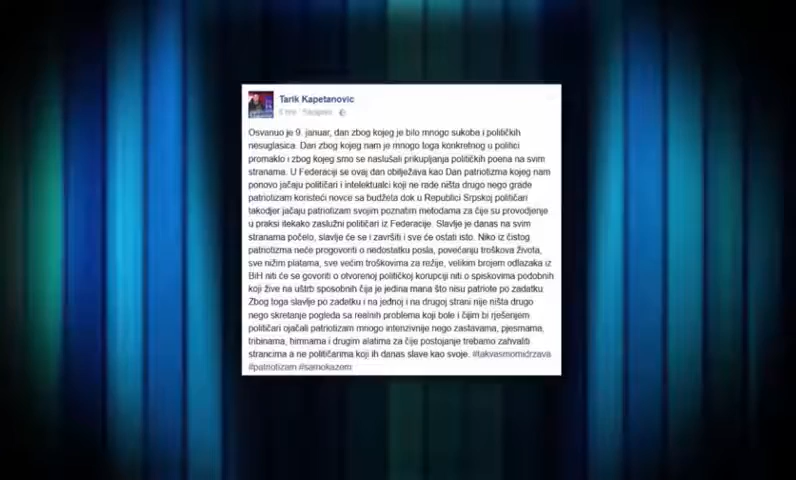 Tarik Kapetanovic
Sarajevo
Osvanuo je 9. januar, dan zbog kojeg je bilo mnogo sukoba i političkih
nesuglasica. Dan zbog kojeg nam je mnogo toga konkretnog u politici
promaklo i zbog kojeg smo se naslušali prikupljanja političkih poena na svim
stranama. U Federaciji se ovaj dan obilježava kao Dan patriotizma kojeg nam
ponovo jačaju političari i intelektualci koji ne rade ništa drugo nego grade
patriotizam koristeći novce sa budžeta dok u Republici Srpskoj političari
takodjer jačaju patriotizam svojim poznatim metodama za čije su provodjenje
u praksi itekako zaslužni političari iz Federacije. Slavlje je danas na svim
stranama počelo, slavlje će se i završiti i sve će ostati isto. Niko iz čistog
patriotizma neće progovoriti o nedostatku posla, povećanju troškova života,
sve nižim platama, sve većim troškovima za režije, velikim brojem odlazaka iz
BiH niti će se govoriti o otvorenoj političkoj korupciji niti o spiskovima podobnih
koji žive na uštrb sposobnih čija je jedina mana što nisu patriote po zadatku.
Zbog toga slavlje po zadatku i na jednoj i na drugoj strani nije ništa drugo
nego skretanje pogleda sa realnih problema koji bole i čijim bi rješenjem
političari ojačali patriotizam mnogo intenzivnije nego zastavama, pjesmama,
tribinama, himnama i drugim alatima za čije postojanje trebamo zahvaliti
strancima a ne političarima koji ih danas slave kao svoje. #takvasmomidrzava
#patriotizam #samokazem